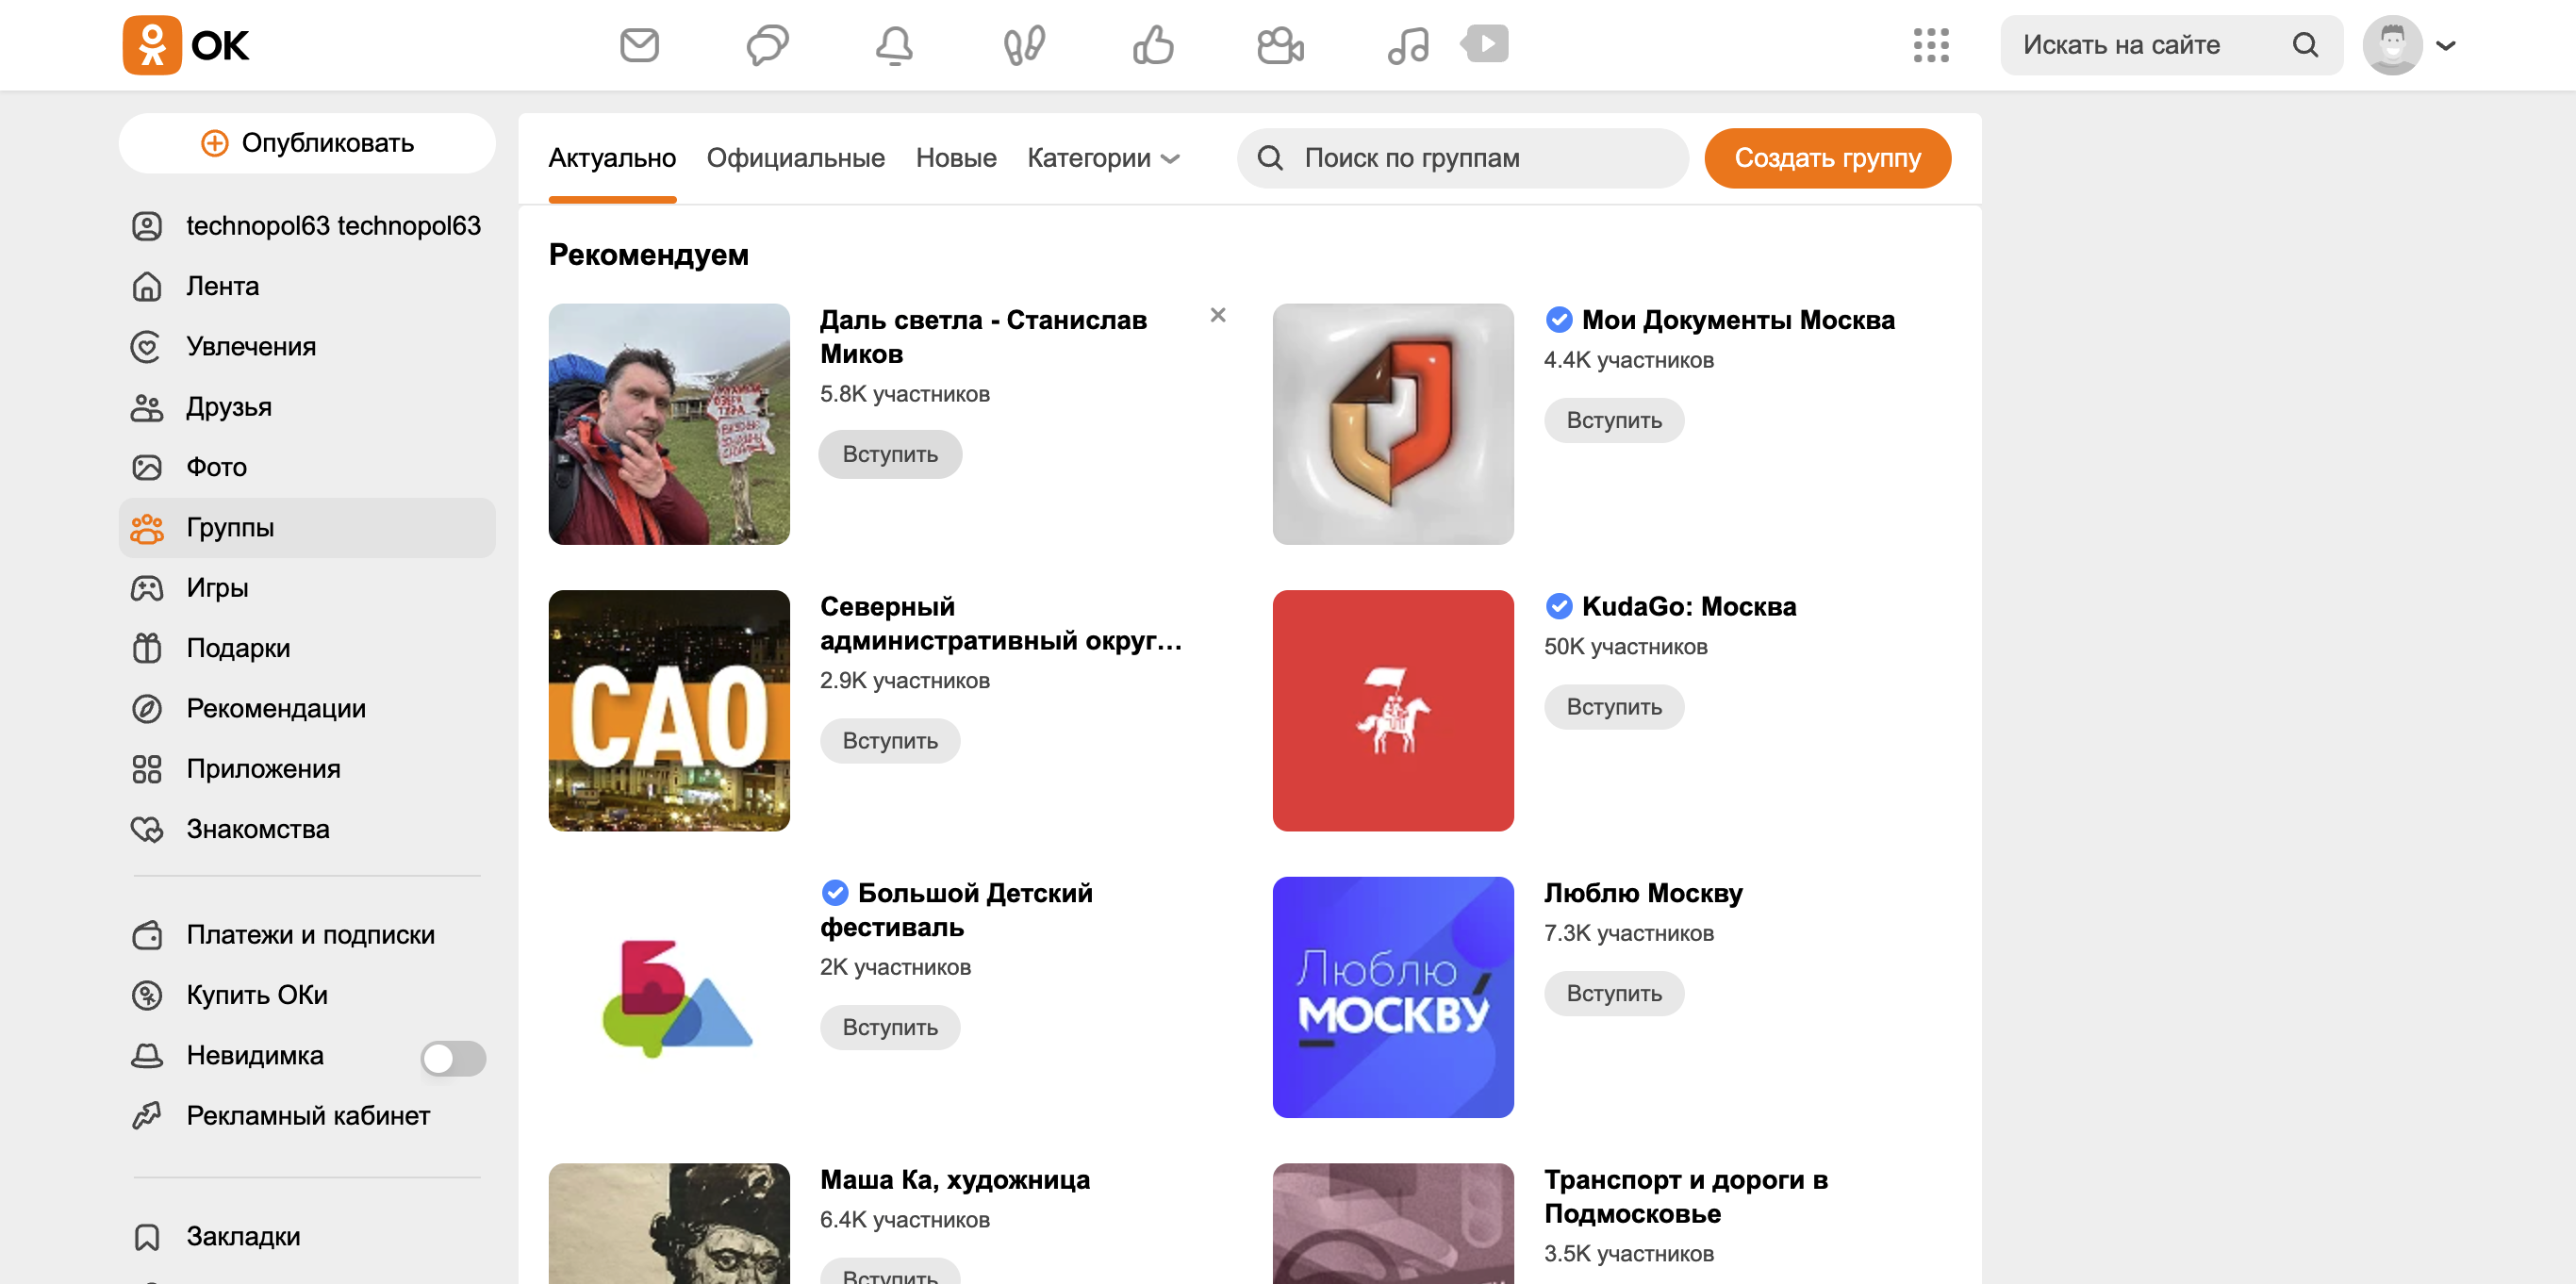 ОК
Искать на сайте
Опубликовать
technopol63 technopol63
Лента
Увлечения
Друзья
Фото
Группы
Игры
Подарки
Рекомендации
Приложения
Знакомства
Платежи и подписки
Купить ОКи
Невидимка
Рекламный кабинет
Закладки
Актуально Официальные Новые Категории
Поиск по группам
Создать группу
Рекомендуем
Даль светла - Станислав
Миков
5.8K участников
Вступить
Мои Документы Москва
4.4K участников
Вступить
САО
Северный
административный округ...
2.9K участников
Вступить
KudaGo: Москва
50K участников
Вступить
Большой Детский
фестиваль
2K участников
Вступить
Люблю
МОСКВУ
Люблю Москву
7.3K участников
Вступить
Маша Ка, художница
6.4K участников
Вступить
Транспорт и дороги в
Подмосковье
3.5K участников